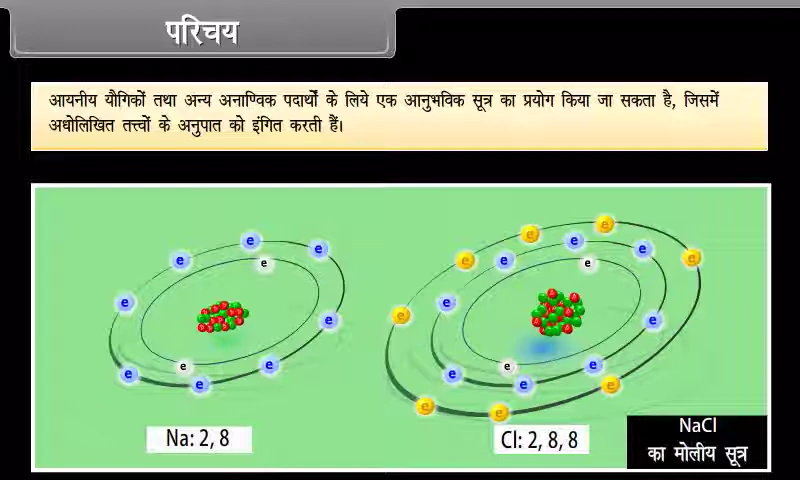 परिचय
आयनीय यौगिकों तथा अन्य अनाण्विक पदार्थों के लिये एक आनुभविक सूत्र का प्रयोग किया जा सकता है, जिसमें
अधोलिखित तत्त्वों के अनुपात को इंगित करती हैं।
e e e e e e e e e e
e e e e e e e e e e e e e e e e e e
Na: 2, 8
Cl: 2, 8, 8
NaCl
का मोलीय सूत्र